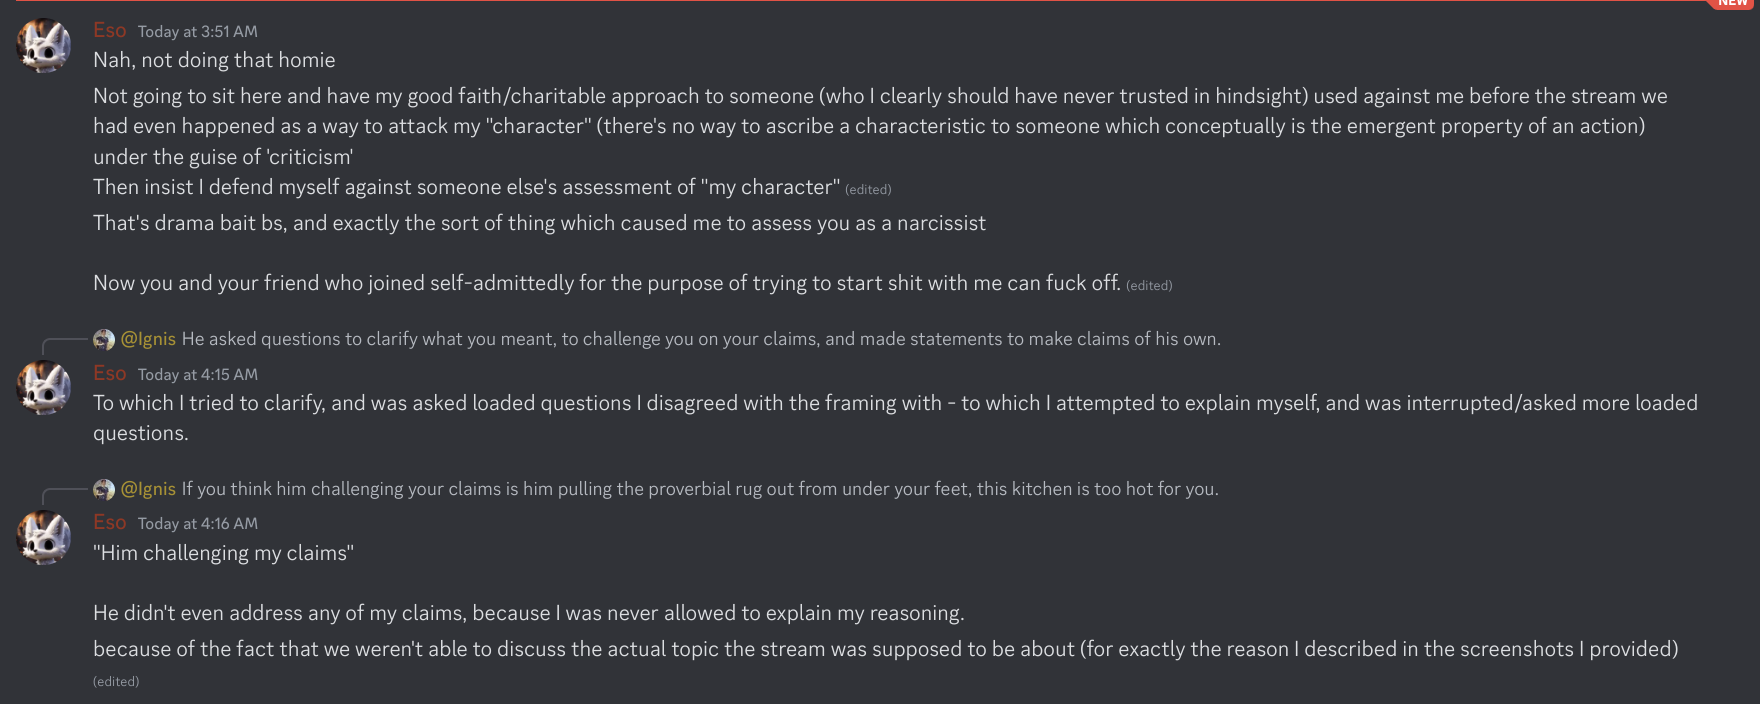 NEW
Eso Today at 3:51 AM
Nah, not doing that homie
Not going to sit here and have my good faith/charitable approach to someone (who I clearly should have never trusted in hindsight) used against me before the stream we
had even happened as a way to attack my "character" (there's no way to ascribe a characteristic to someone which conceptually is the emergent property of an action)
under the guise of 'criticism'
Then insist I defend myself against someone else's assessment of "my character" (edited)
That's drama bait bs, and exactly the sort of thing which caused me to assess you as a narcissist
Now you and your friend who joined self-admittedly for the purpose of trying to start shit with me can fuck off. (edited)
@Ignis He asked questions to clarify what you meant, to challenge you on your claims, and made statements to make claims of his own.
Eso Today at 4:15 AM
To which I tried to clarify, and was asked loaded questions I disagreed with the framing with - to which I attempted to explain myself, and was interrupted/asked more loaded
questions.
@Ignis If you think him challenging your claims is him pulling the proverbial rug out from under your feet, this kitchen is too hot for you.
Eso Today at 4:16 AM
"Him challenging my claims"
He didn't even address any of my claims, because I was never allowed to explain my reasoning.
because of the fact that we weren't able to discuss the actual topic the stream was supposed to be about (for exactly the reason I described in the screenshots I provided)
(edited)